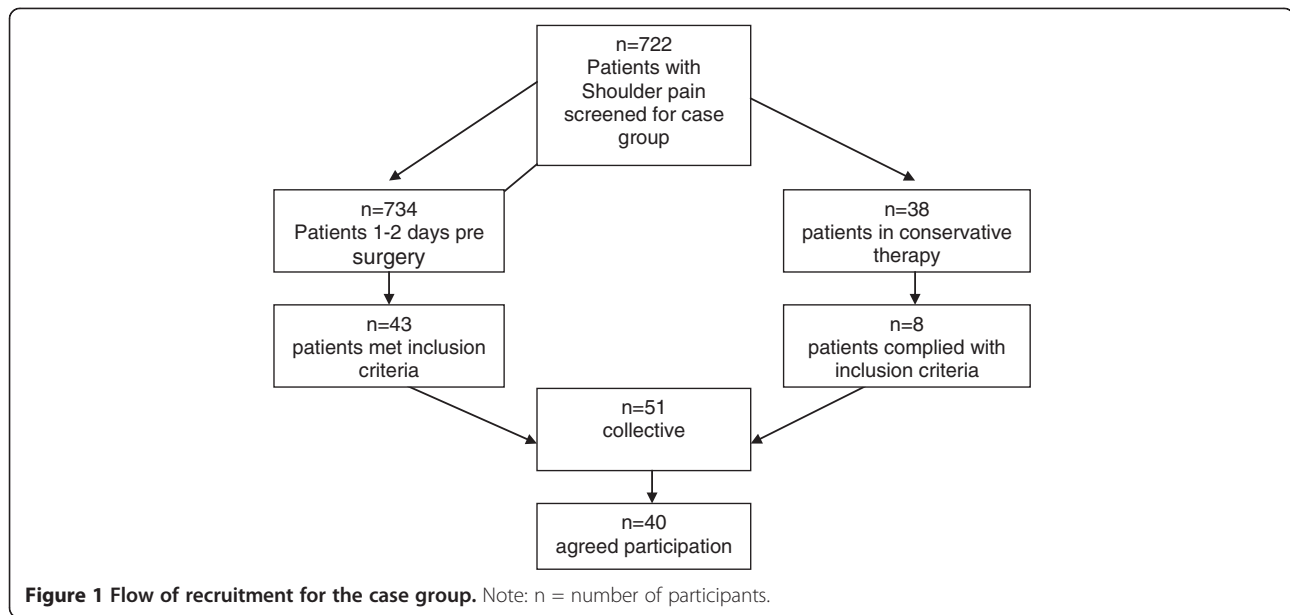 n=722
Patients with
Shoulder pain
screened for case
group
n=734
Patients 1-2 days pre
surgery
n=38
patients in conservative
therapy
n=43
patients met inclusion
criteria
n=8
patients complied with
inclusion criteria
n=51
collective
n=40
agreed participation
Figure 1 Flow of recruitment for the case group. Note: n = number of participants.